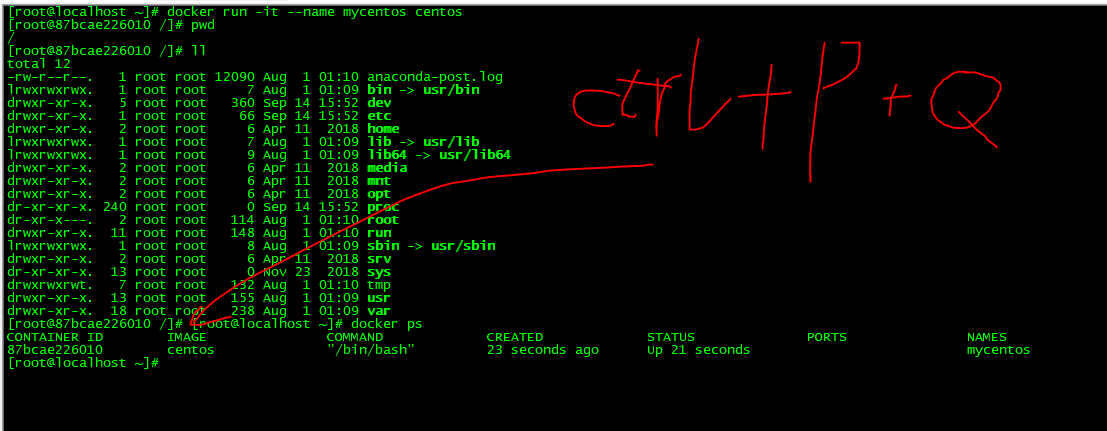 [root@localhost ~]# docker run -it --name mycentos centos
[root@87bcae226010 /]# pwd
/
[root@87bcae226010 /]# ll
total 12
-rw-r--r--.   1 root root 12090 Aug  1 01:10 anaconda-post.log
lrwxrwxrwx.   1 root root     7 Aug  1 01:09 bin -> usr/bin
drwxr-xr-x.   5 root root   360 Sep 14 15:52 dev
drwxr-xr-x.   1 root root    66 Sep 14 15:52 etc
drwxr-xr-x.   2 root root     6 Apr 11  2018 home
lrwxrwxrwx.   1 root root     7 Aug  1 01:09 lib -> usr/lib
lrwxrwxrwx.   1 root root     9 Aug  1 01:09 lib64 -> usr/lib64
drwxr-xr-x.   2 root root     6 Apr 11  2018 media
drwxr-xr-x.   2 root root     6 Apr 11  2018 mnt
drwxr-xr-x.   2 root root     6 Apr 11  2018 opt
dr-xr-xr-x. 240 root root     0 Sep 14 15:52 proc
dr-xr-x---.   2 root root   114 Aug  1 01:10 root
drwxr-xr-x.  11 root root   148 Aug  1 01:10 run
lrwxrwxrwx.   1 root root     8 Aug  1 01:09 sbin -> usr/sbin
drwxr-xr-x.   2 root root     6 Apr 11  2018 srv
dr-xr-xr-x.  13 root root     0 Nov 23  2018 sys
drwxrwxrwt.   7 root root   132 Aug  1 01:10 tmp
drwxr-xr-x.  13 root root   155 Aug  1 01:09 usr
drwxr-xr-x.  18 root root   238 Aug  1 01:09 var
[root@87bcae226010 /]# [root@localhost ~]# docker ps
CONTAINER ID        IMAGE               COMMAND             CREATED             STATUS              PORTS               NAMES
87bcae226010        centos              "/bin/bash"         23 seconds ago      Up 21 seconds                           mycentos
[root@localhost ~]#
ctrl+P+Q